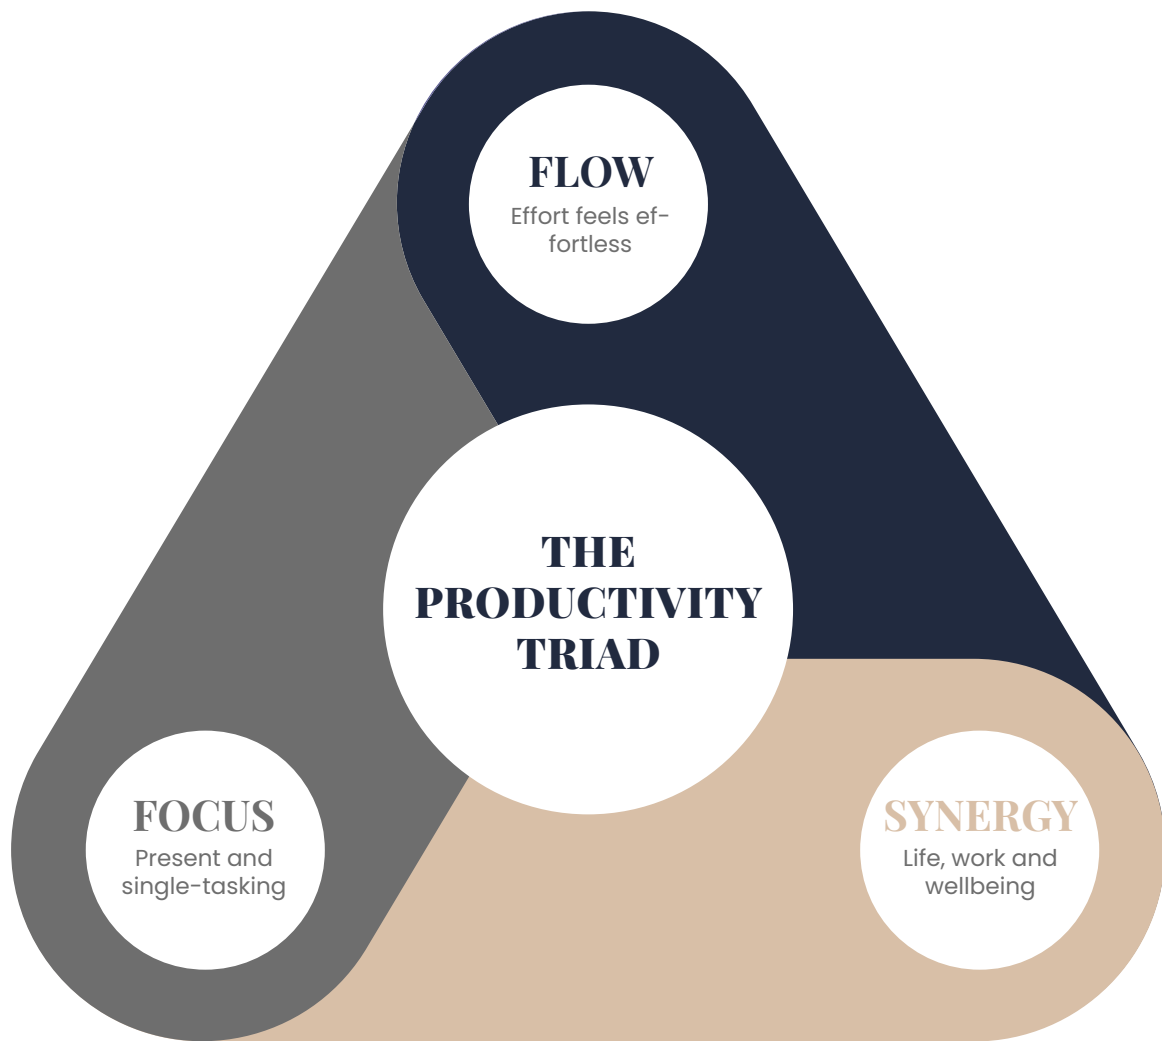 FLOW
Effort feels ef-
fortless
THE
PRODUCTIVITY
TRIAD
FOCUS
Present and
single-tasking
SYNERGY
Life, work and
wellbeing